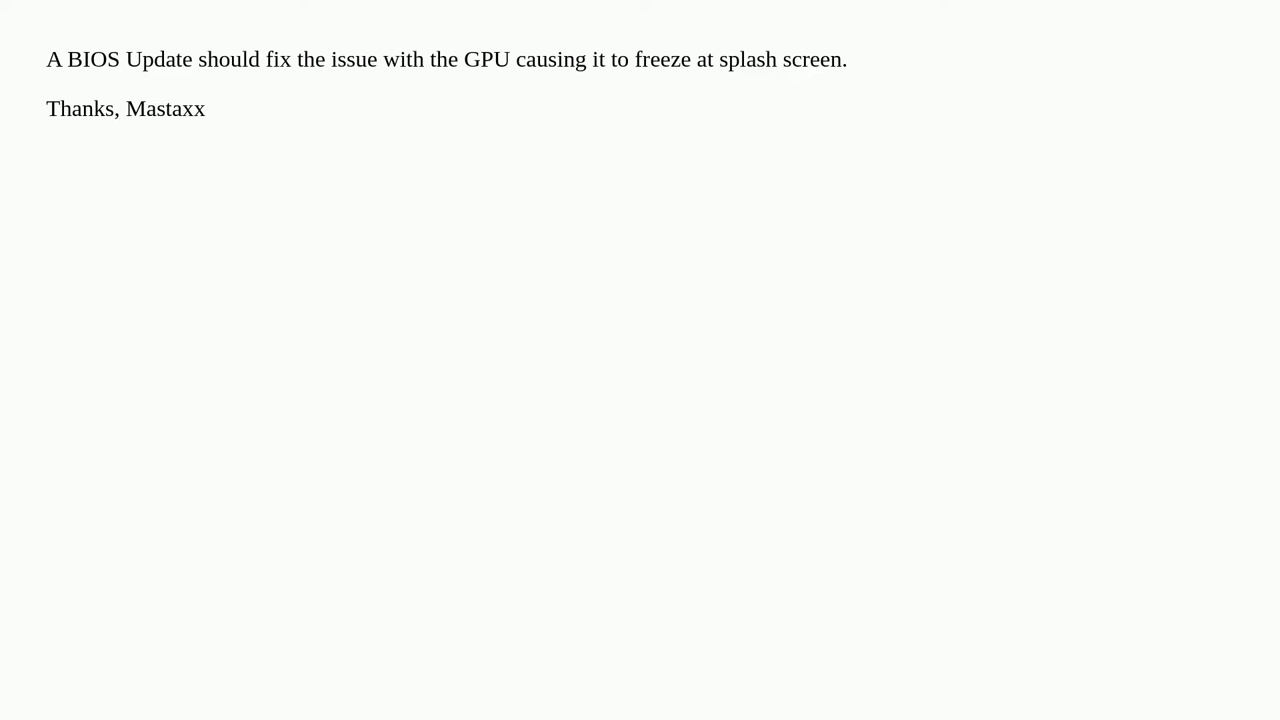 A BIOS Update should fix the issue with the GPU causing it to freeze at splash screen.
Thanks, Mastaxx